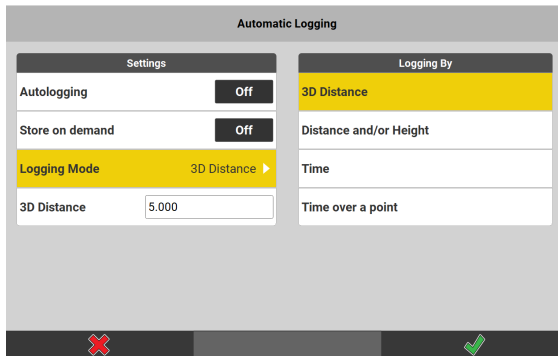 Automatic Logging
Settings
Autologging Off
Store on demand Off
Logging Mode 3D Distance
3D Distance 5.000
Logging By
3D Distance
Distance and/or Height
Time
Time over a point